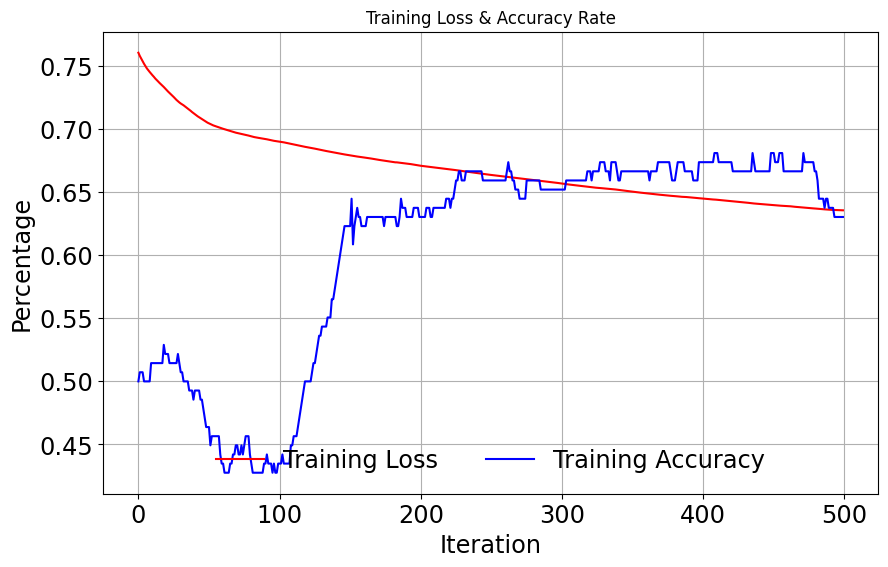 Training Loss & Accuracy Rate
0.75
0.70
0.65
0.60
0.55
0.50
0.45
Percentage
Training Loss Training Accuracy
0 100 200 300 400 500
Iteration